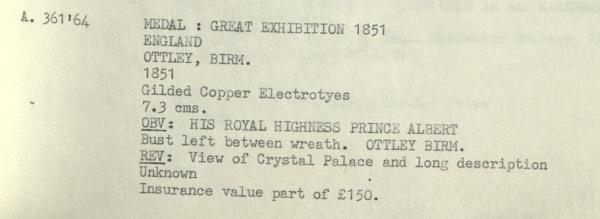 A. 361'64
MEDAL : GREAT EXHIBITION 1851
ENGLAND
OTTLEY, BIRM.
1851
Gilded Copper Electrotyes
7.3 cms.
OBV: HIS ROYAL HIGHNESS PRINCE ALBERT
Bust left between wreath. OTTLEY BIRM.
REV: View of Crystal Palace and long description
Unknown
Insurance value part of £150.